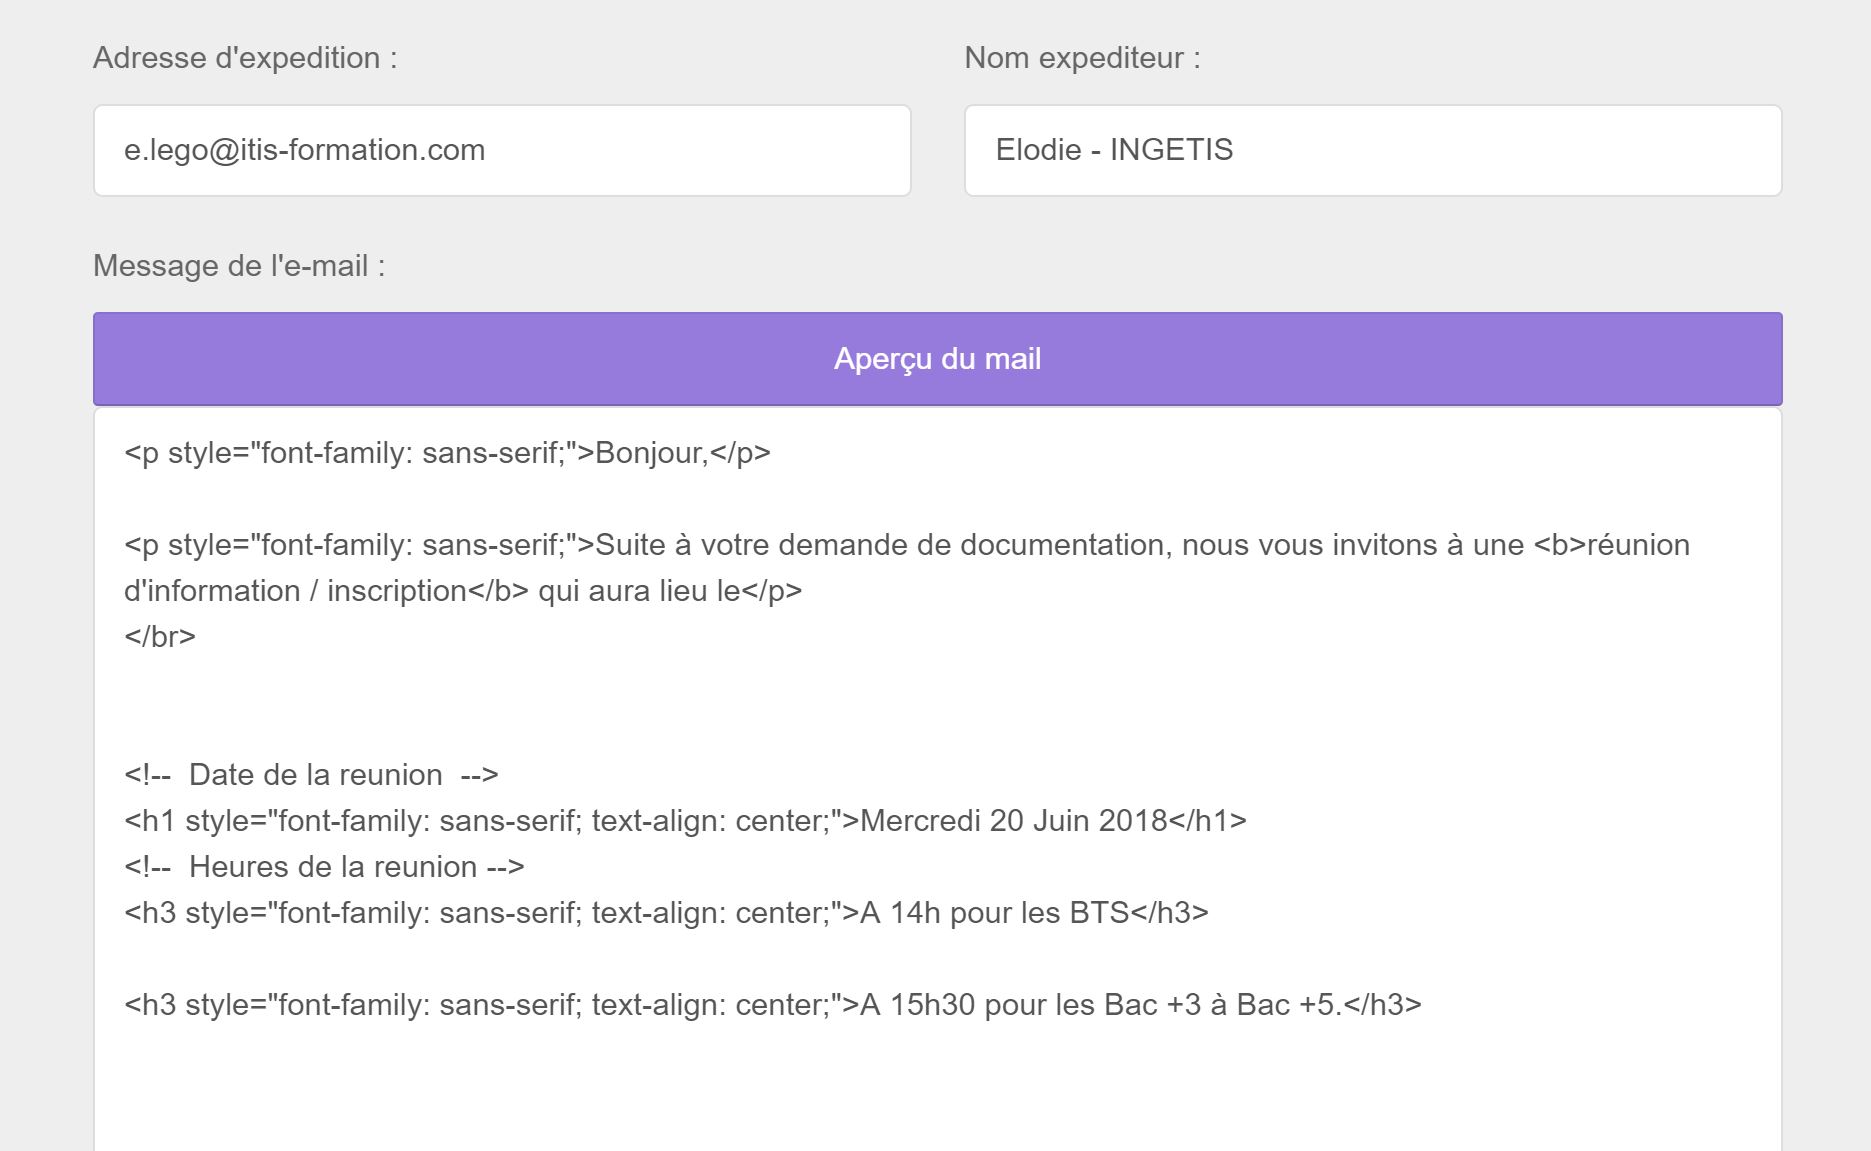 Adresse d'expedition :
Nom expediteur :
e.lego@itis-formation.com
Elodie - INGETIS
Message de l'e-mail :
Aperçu du mail
<p style="font-family: sans-serif;">Bonjour,</p>
<p style="font-family: sans-serif;">Suite à votre demande de documentation, nous vous invitons à une <b>réunion
d'information / inscription</b> qui aura lieu le</p>
</br>
<!--  Date de la reunion  -->
<h1 style="font-family: sans-serif; text-align: center;">Mercredi 20 Juin 2018</h1>
<!--  Heures de la reunion -->
<h3 style="font-family: sans-serif; text-align: center;">A 14h pour les BTS</h3>
<h3 style="font-family: sans-serif; text-align: center;">A 15h30 pour les Bac +3 à Bac +5.</h3>